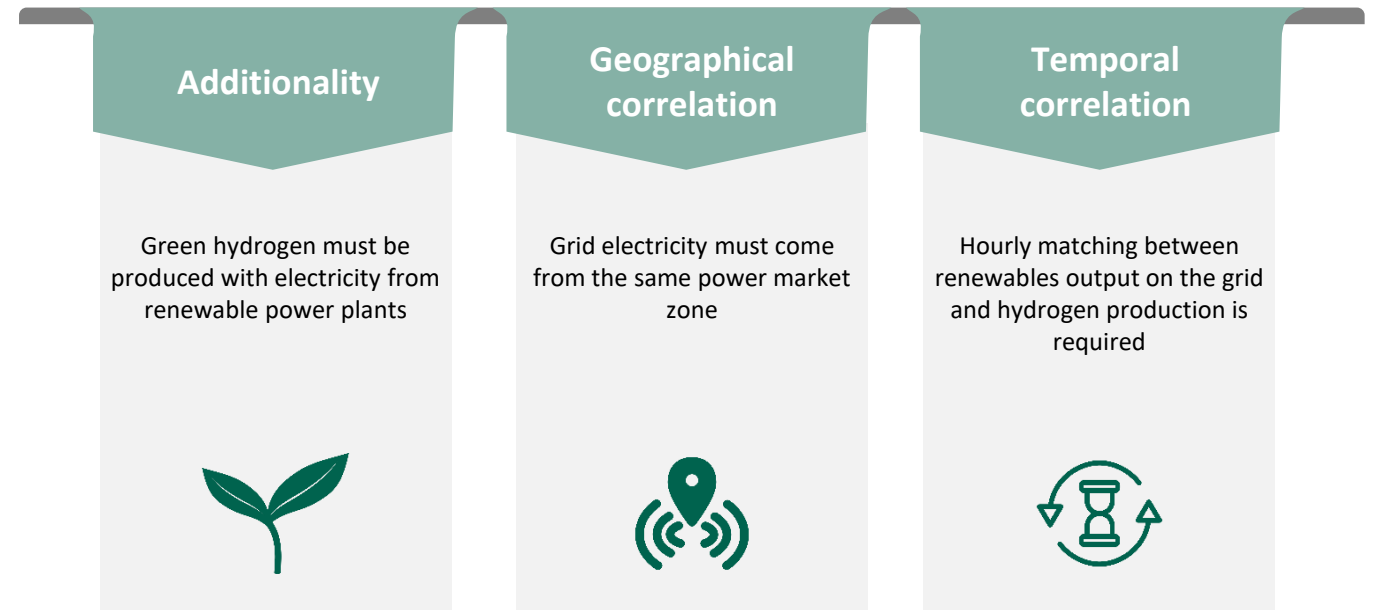 Additionality
Green hydrogen must be
produced with electricity from
renewable power plants
Geographical
correlation
Grid electricity must come
from the same power market
zone
Temporal
correlation
Hourly matching between
renewables output on the grid
and hydrogen production is
required